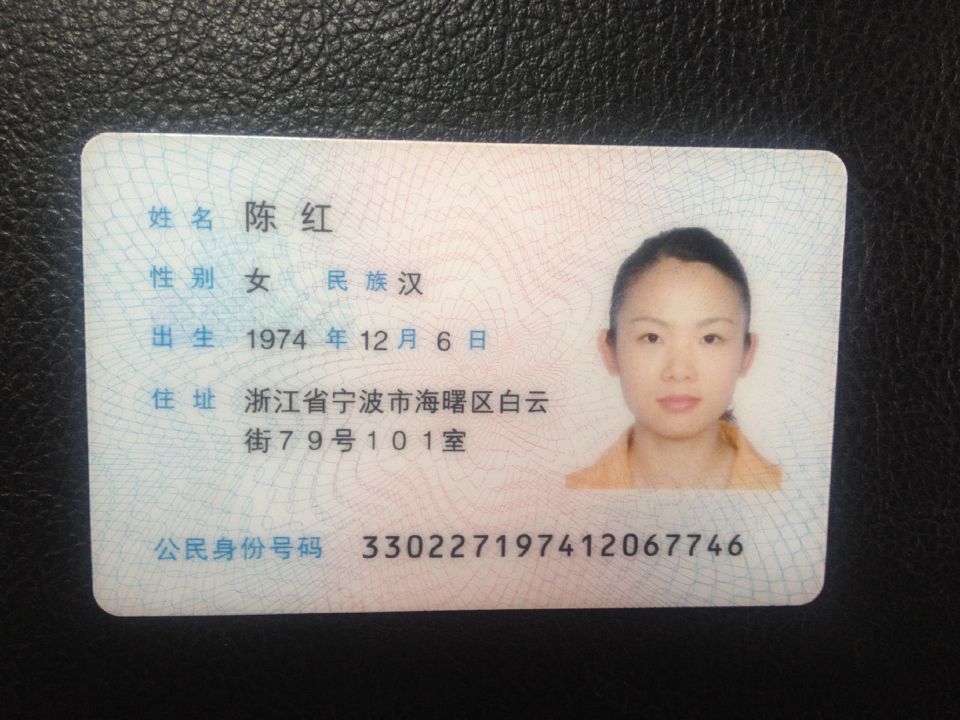 姓名 陈红
性别 女 民族 汉
出生 1974 年 12 月 6 日
住址 浙江省宁波市海曙区白云
街79号101室
公民身份号码 330227197412067746